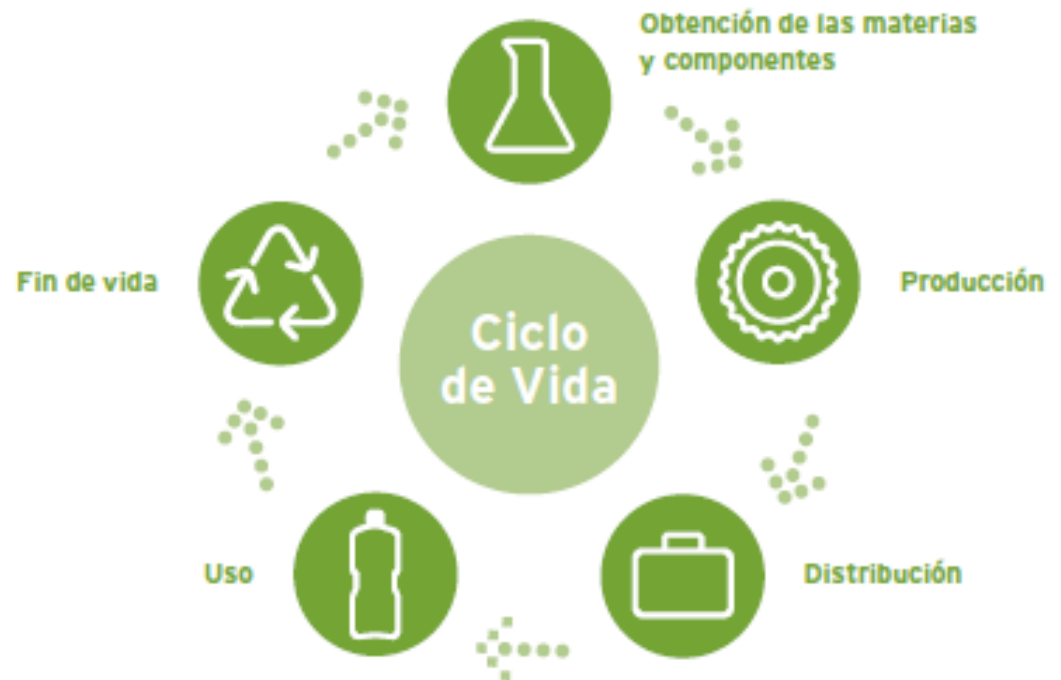 Obtención de las materias
y componentes
Fin de vida
Producción
Ciclo
de Vida
Uso
Distribución